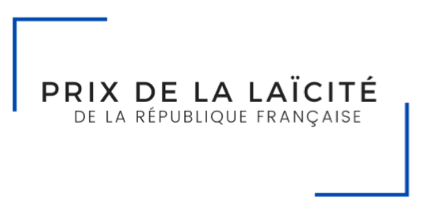 PRIX DE LA LAÏCITÉ
DE LA RÉPUBLIQUE FRANÇAISE